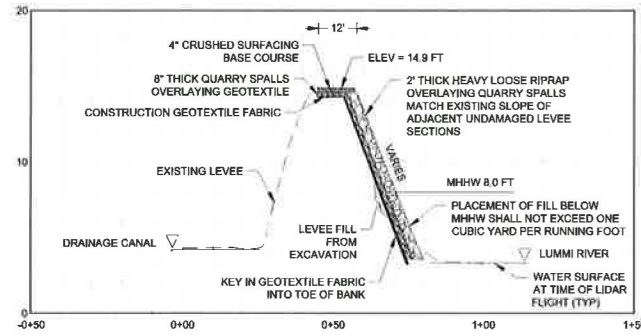 20
12'
4" CRUSHED SURFACING
BASE COURSE
ELEV = 14.9 FT
8" THICK QUARRY SPALLS
OVERLAYING GEOTEXTILE
2' THICK HEAVY LOOSE RIPRAP
OVERLAYING QUARRY SPALLS
MATCH EXISTING SLOPE OF
ADJACENT UNDAMAGED LEVEE
SECTIONS
CONSTRUCTION GEOTEXTILE FABRIC
10
EXISTING LEVEE
VARIES
MHHW 8.0 FT
PLACEMENT OF FILL BELOW
MHHW SHALL NOT EXCEED ONE
CUBIC YARD PER RUNNING FOOT
LEVEE FILL
FROM
EXCAVATION
DRAINAGE CANAL
LUMMI RIVER
KEY IN GEOTEXTILE FABRIC
INTO TOE OF BANK
WATER SURFACE
AT TIME OF LIDAR
FLIGHT (TYP)
0
-0+50
0+00
0+50
1+00
1+5